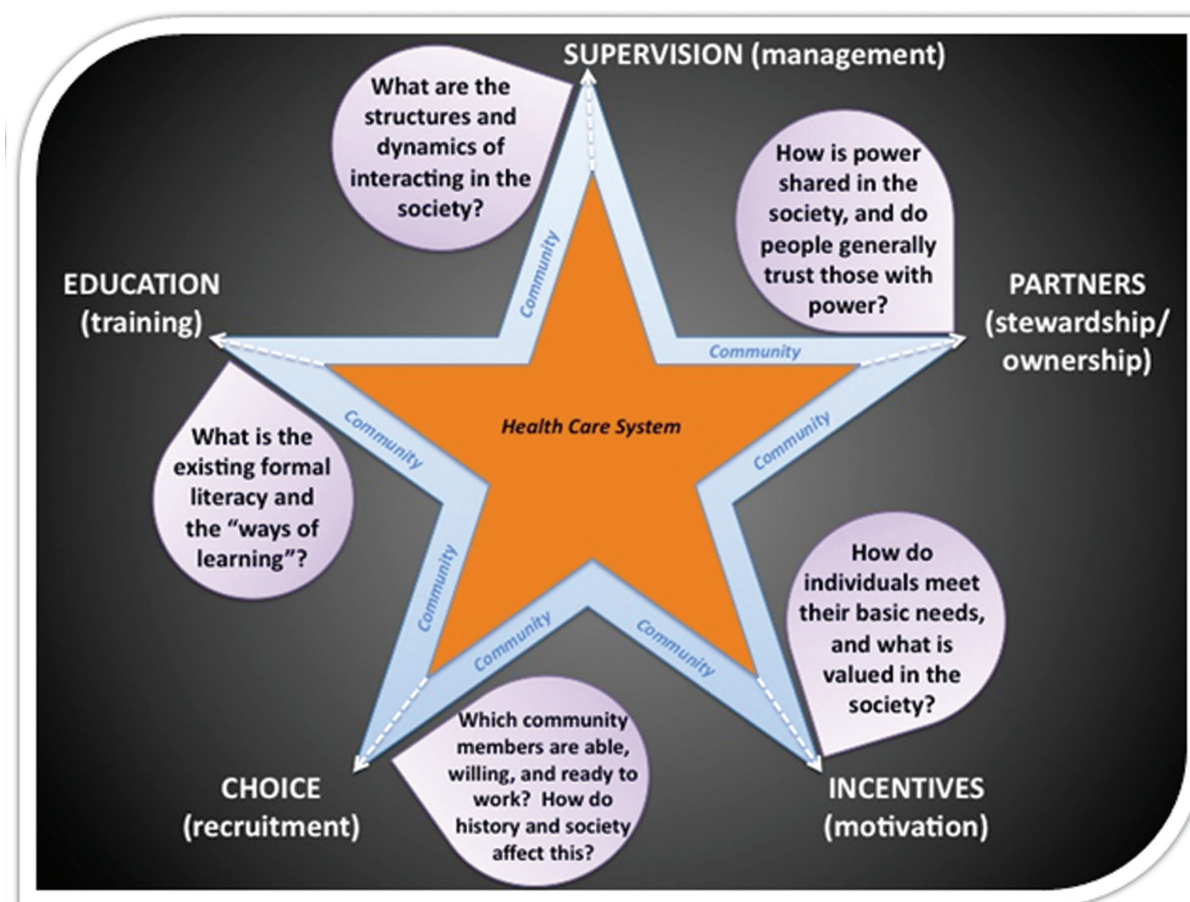 SUPERVISION (management)
What are the
structures and
dynamics of
interacting in the
society?
How is power
shared in the
society, and do
people generally
trust those with
power?
EDUCATION
(training)
PARTNERS
(stewardship/
ownership)
Community
Community
Health Care System
Community
Community
What is the
existing formal
literacy and
the “ways of
learning”?
Community
Community
Community
How do
individuals meet
their basic needs,
and what is
valued in the
society?
Which community
members are able,
willing, and ready to
work? How do
history and society
affect this?
CHOICE
(recruitment)
INCENTIVES
(motivation)